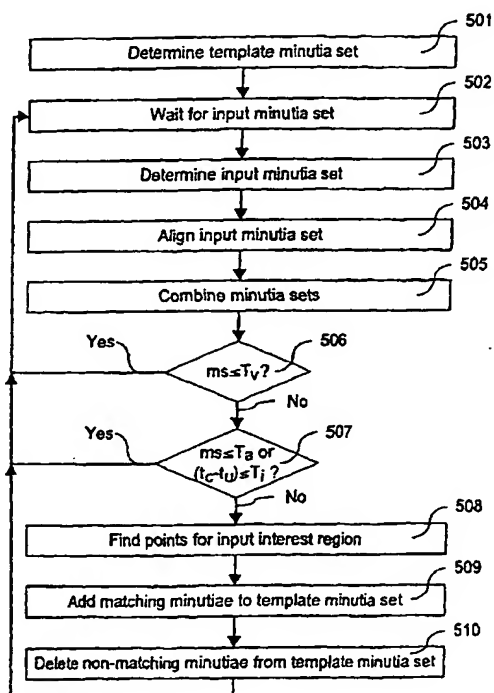 501
Determine template minutia set
502
Wait for input minutia set
503
Determine input minutia set
504
Align input minutia set
505
Combine minutia sets
506
Yes
ms≤Tv?
No
507
Yes
ms≤Ta or
(tc-tu)≤Ti?
No
508
Find points for input interest region
509
Add matching minutiae to template minutia set
510
Delete non-matching minutiae from template minutia set